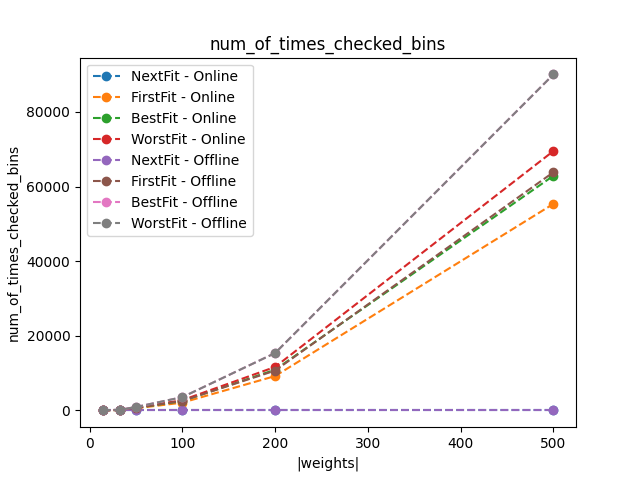 num_of_times_checked_bins
NextFit - Online
FirstFit - Online
BestFit - Online
WorstFit - Online
NextFit - Offline
FirstFit - Offline
BestFit - Offline
WorstFit - Offline
num_of_times_checked_bins
80000
60000
40000
20000
0
0 100 200 300 400 500
|weights|